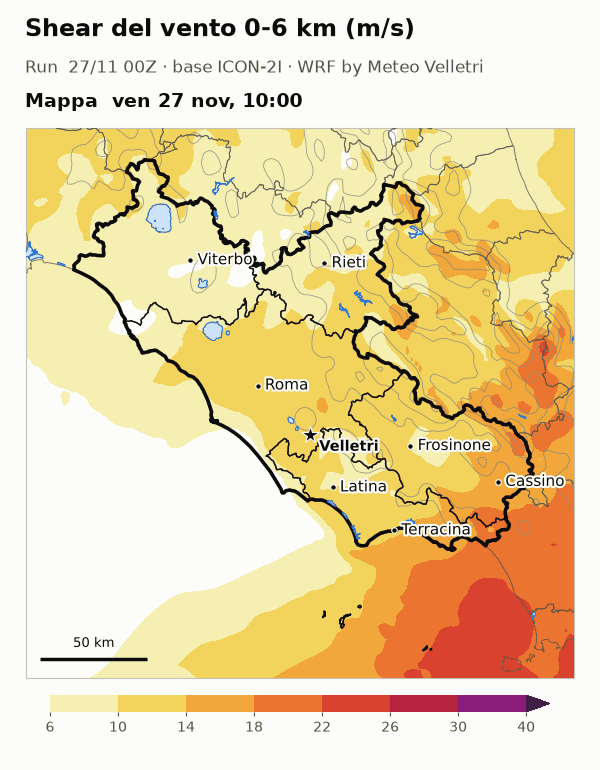 Shear del vento 0-6 km (m/s)
Run  27/11 00Z · base ICON-2I · WRF by Meteo Velletri
Mappa  ven 27 nov, 10:00
Viterbo
Rieti
Roma
Velletri
Frosinone
Latina
Cassino
Terracina
50 km
6 10 14 18 22 26 30 40